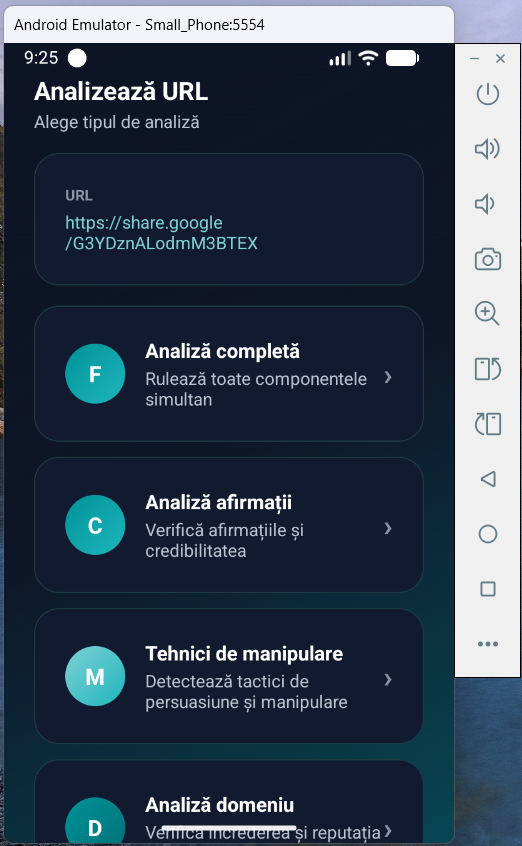 Android Emulator - Small_Phone:5554
9:25
Analizează URL
Alege tipul de analiză
URL
https://share.google
/G3YDznALodmM3BTEX
F
Analiză completă
Rulează toate componentele
simultan
C
Analiză afirmații
Verifică afirmațiile și
credibilitatea
M
Tehnici de manipulare
Detectează tactici de
persuasiune și manipulare
D
Analiză domeniu
Verifică încrederea și reputația